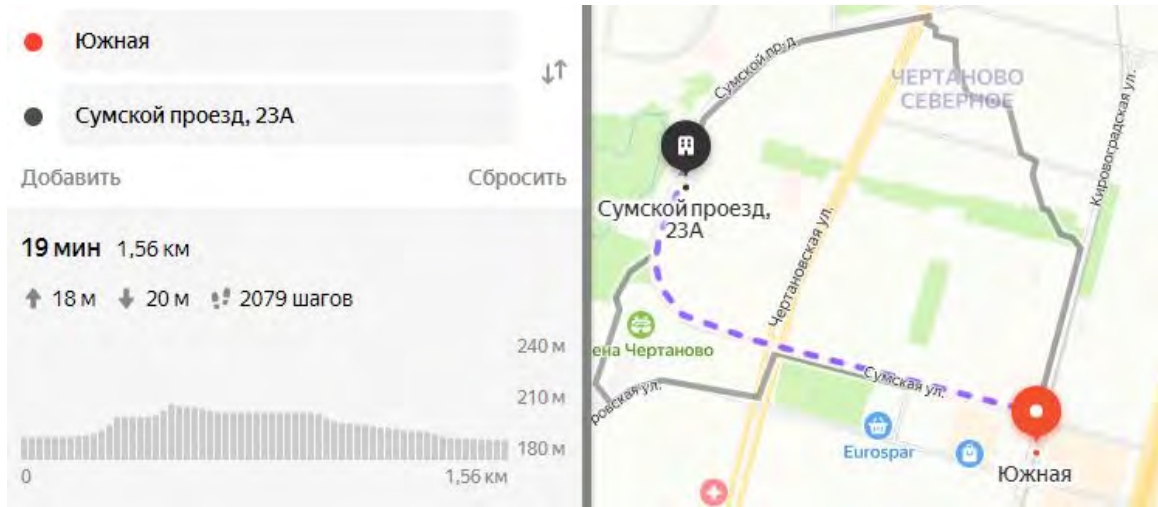 Южная
Сумской проезд, 23А
Добавить
Сбросить
19 мин 1,56 км
18 м 20 м 2079 шагов
240 м
210 м
180 м
0
1,56 км
Сумской пр-д
ЧЕРТАНОВО
СЕВЕРНОЕ
Кировоградская ул.
Сумской проезд,
23А
Чертановская ул.
ена Чертаново
Сумская ул.
ровская ул.
Eurospar
Южная